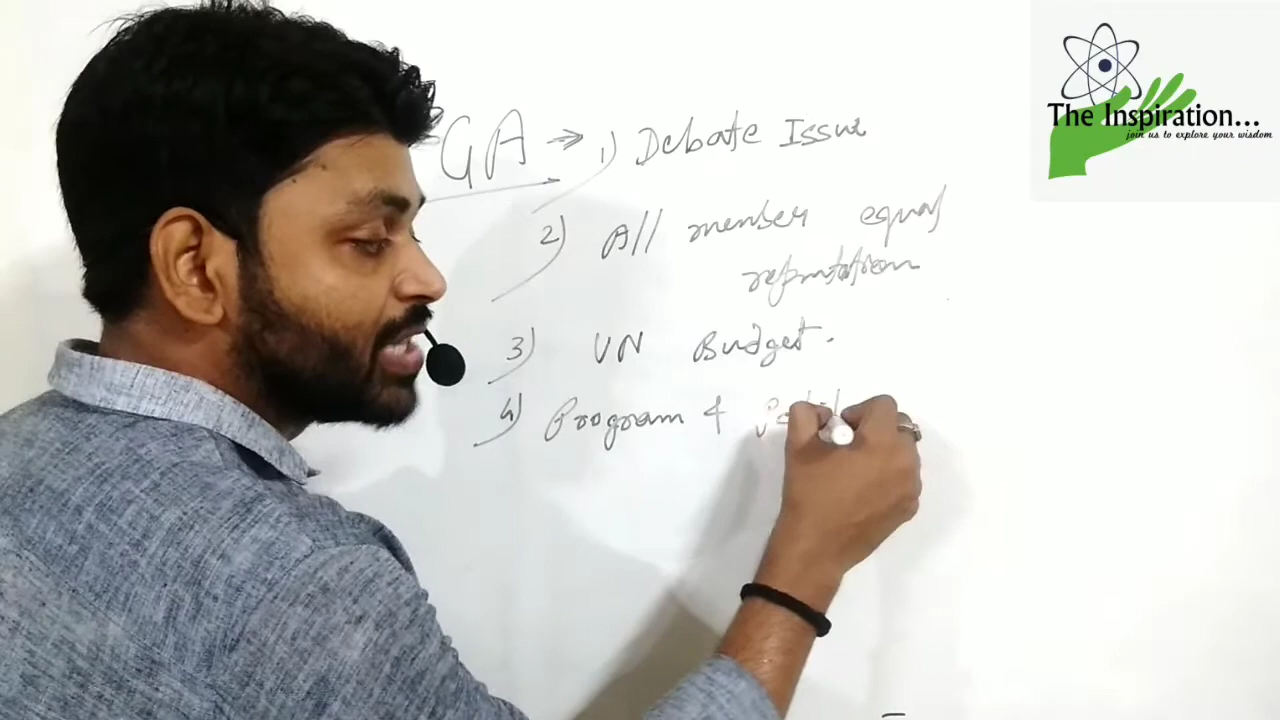 The Inspiration...
join us to explore your wisdom
GA → 1) Debate Issue
2) All member equal
3) UN Budget.
4) Program &